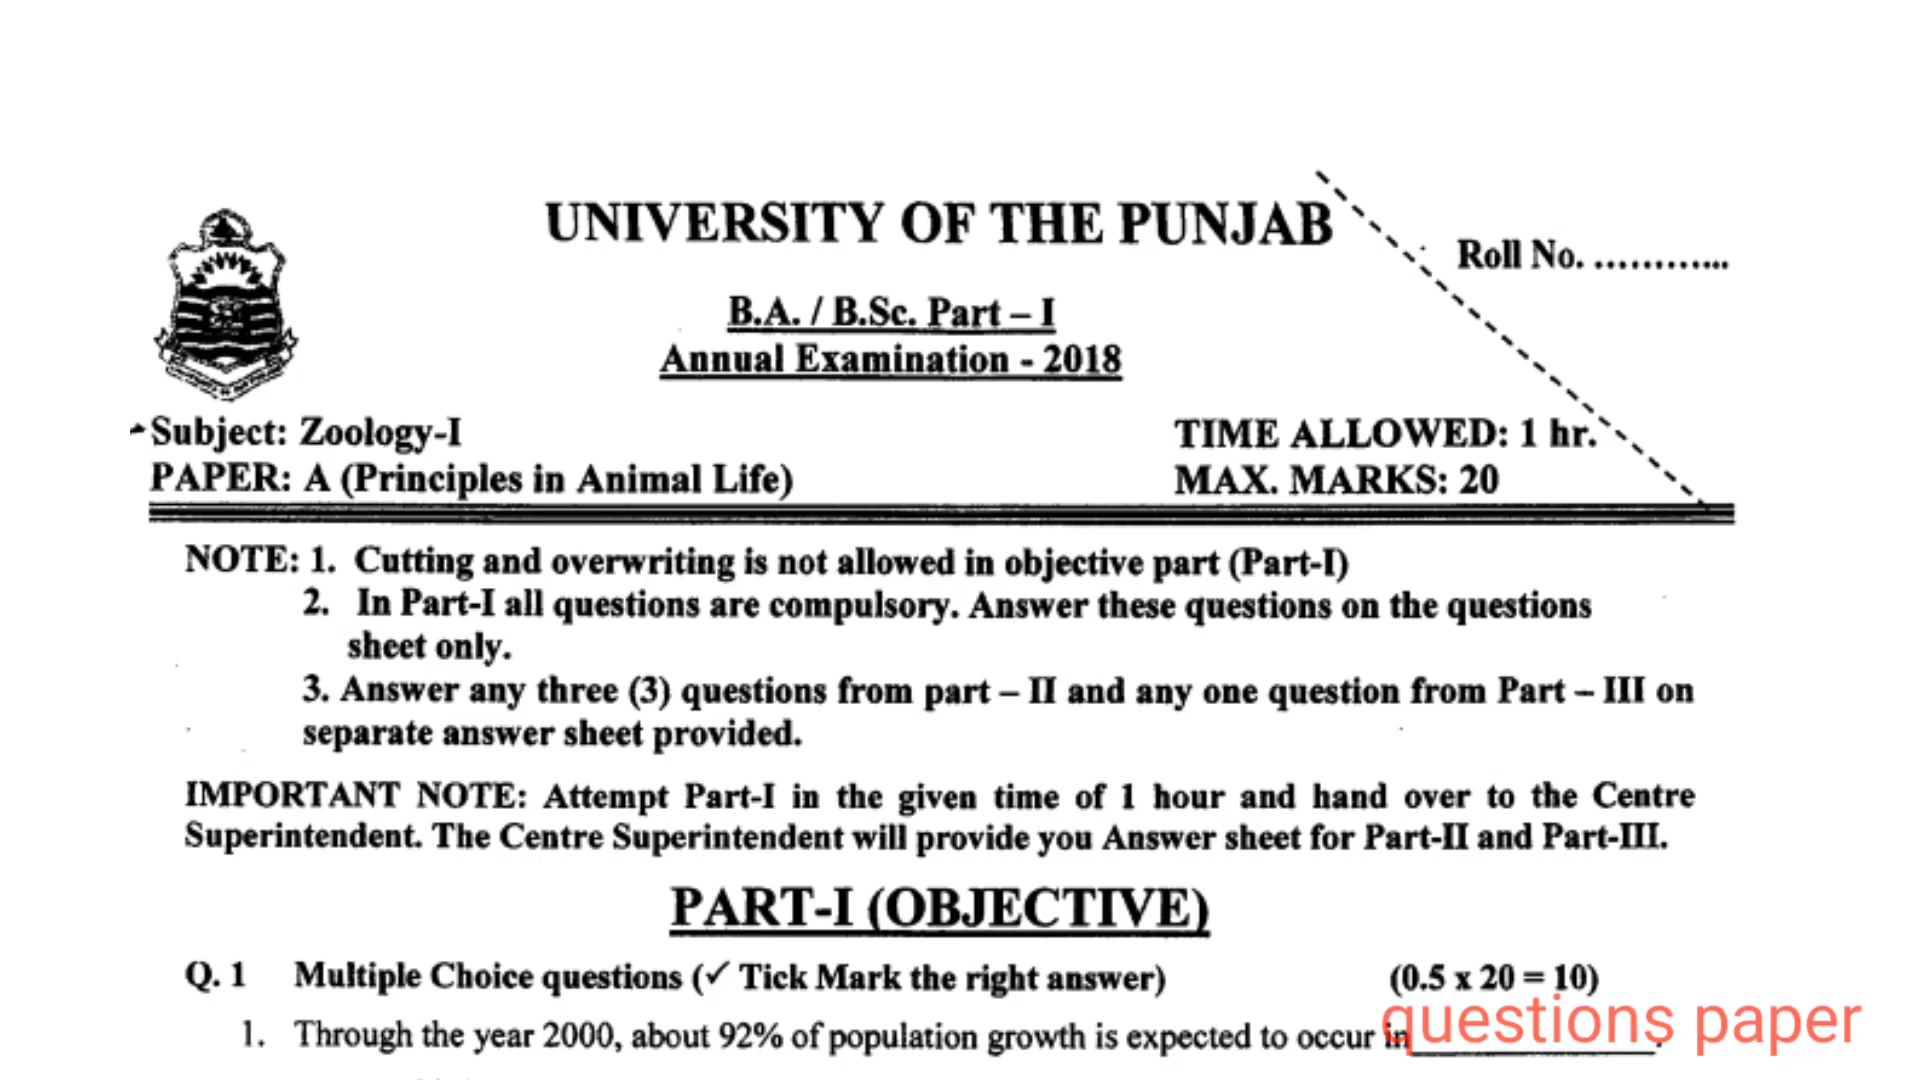 UNIVERSITY OF THE PUNJAB
Roll No. ............
B.A. / B.Sc. Part – I
Annual Examination - 2018
Subject: Zoology-I
TIME ALLOWED: 1 hr.
PAPER: A (Principles in Animal Life)
MAX. MARKS: 20
NOTE: 1. Cutting and overwriting is not allowed in objective part (Part-I)
2. In Part-I all questions are compulsory. Answer these questions on the questions
sheet only.
3. Answer any three (3) questions from part – II and any one question from Part – III on
separate answer sheet provided.
IMPORTANT NOTE: Attempt Part-I in the given time of 1 hour and hand over to the Centre
Superintendent. The Centre Superintendent will provide you Answer sheet for Part-II and Part-III.
PART-I (OBJECTIVE)
Q. 1 Multiple Choice questions (✓ Tick Mark the right answer) (0.5 x 20 = 10)
1. Through the year 2000, about 92% of population growth is expected to occur in____________.
questions paper